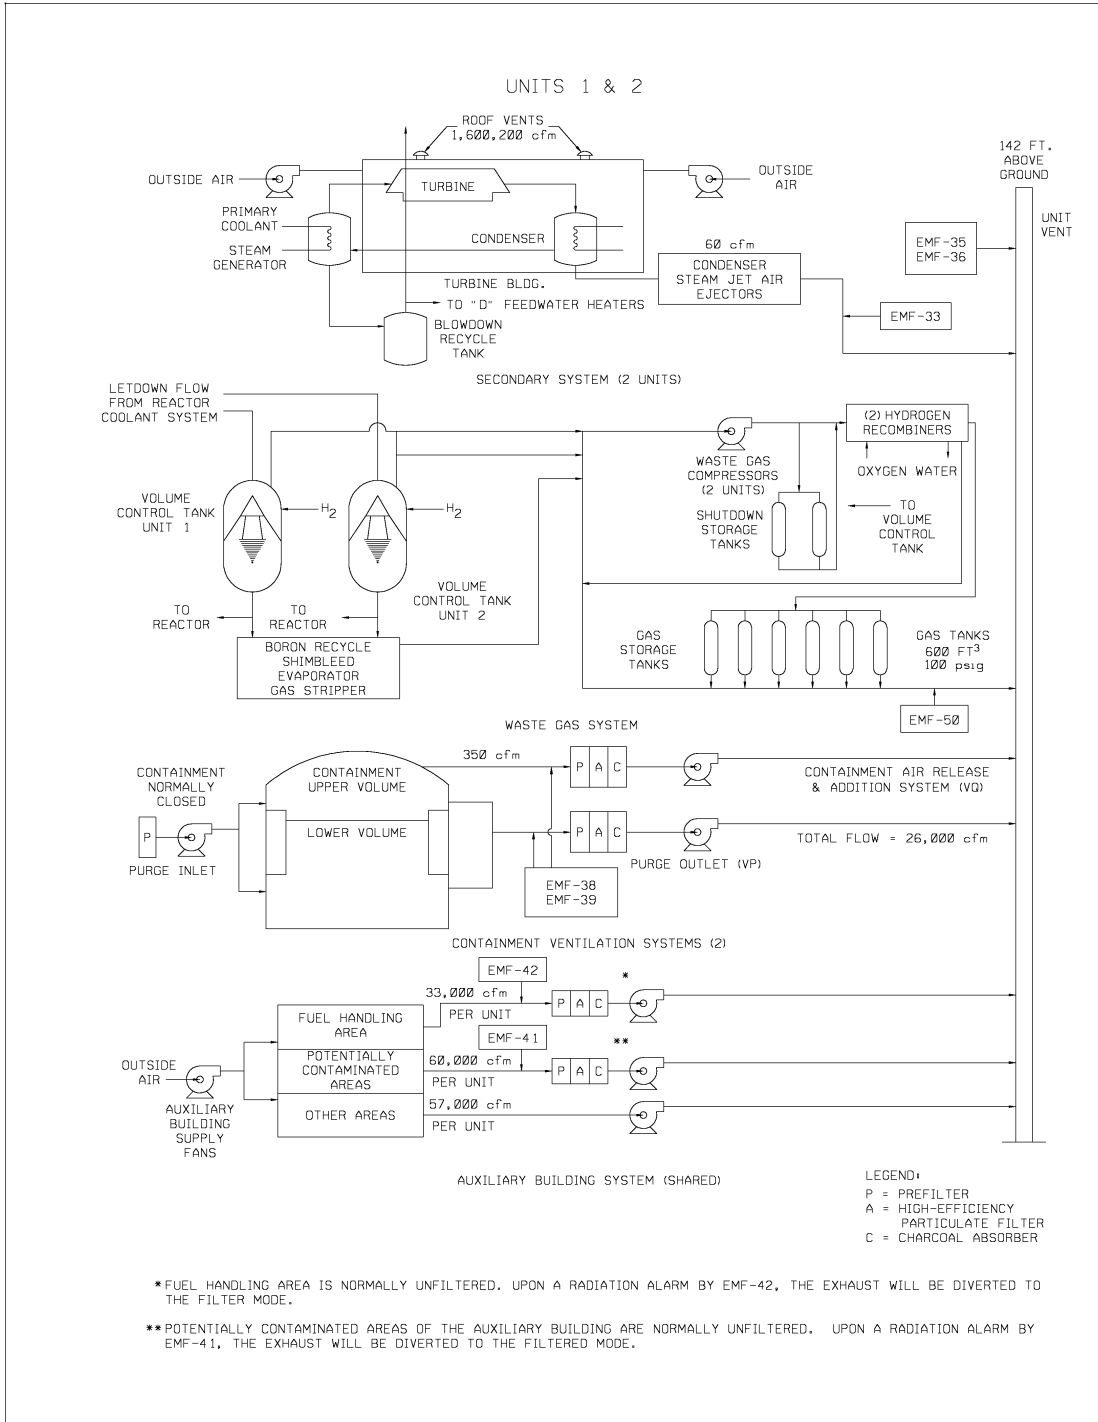 UNITS 1 & 2
ROOF VENTS
1,600,200 cfm
142 FT.
ABOVE
GROUND
OUTSIDE AIR
TURBINE
OUTSIDE
AIR
PRIMARY
COOLANT
UNIT
VENT
STEAM
GENERATOR
CONDENSER
60 cfm
EMF-35
EMF-36
CONDENSER
STEAM JET AIR
EJECTORS
TURBINE BLDG.
TO "D" FEEDWATER HEATERS
EMF-33
BLOWDOWN
RECYCLE
TANK
SECONDARY SYSTEM (2 UNITS)
LETDOWN FLOW
FROM REACTOR
COOLANT SYSTEM
(2) HYDROGEN
RECOMBINERS
WASTE GAS
COMPRESSORS
(2 UNITS)
OXYGEN WATER
VOLUME
CONTROL TANK
UNIT 1
H2
H2
SHUTDOWN
STORAGE
TANKS
TO
VOLUME
CONTROL
TANK
VOLUME
CONTROL TANK
UNIT 2
TO
REACTOR
TO
REACTOR
BORON RECYCLE
SHIMBLEED
EVAPORATOR
GAS STRIPPER
GAS
STORAGE
TANKS
GAS TANKS
600 FT3
100 psig
EMF-50
WASTE GAS SYSTEM
350 cfm
CONTAINMENT
NORMALLY
CLOSED
CONTAINMENT
UPPER VOLUME
P A C
CONTAINMENT AIR RELEASE
& ADDITION SYSTEM (VQ)
P
LOWER VOLUME
P A C
TOTAL FLOW = 26,000 cfm
PURGE INLET
PURGE OUTLET (VP)
EMF-38
EMF-39
CONTAINMENT VENTILATION SYSTEMS (2)
EMF-42
*
33,000 cfm
PER UNIT
P A C
FUEL HANDLING
AREA
EMF-41
**
POTENTIALLY
CONTAMINATED
AREAS
60,000 cfm
PER UNIT
P A C
OUTSIDE
AIR
57,000 cfm
PER UNIT
OTHER AREAS
AUXILIARY
BUILDING
SUPPLY
FANS
AUXILIARY BUILDING SYSTEM (SHARED)
LEGEND:
P = PREFILTER
A = HIGH-EFFICIENCY
PARTICULATE FILTER
C = CHARCOAL ABSORBER
* FUEL HANDLING AREA IS NORMALLY UNFILTERED. UPON A RADIATION ALARM BY EMF-42, THE EXHAUST WILL BE DIVERTED TO
THE FILTER MODE.
** POTENTIALLY CONTAMINATED AREAS OF THE AUXILIARY BUILDING ARE NORMALLY UNFILTERED. UPON A RADIATION ALARM BY
EMF-41, THE EXHAUST WILL BE DIVERTED TO THE FILTERED MODE.